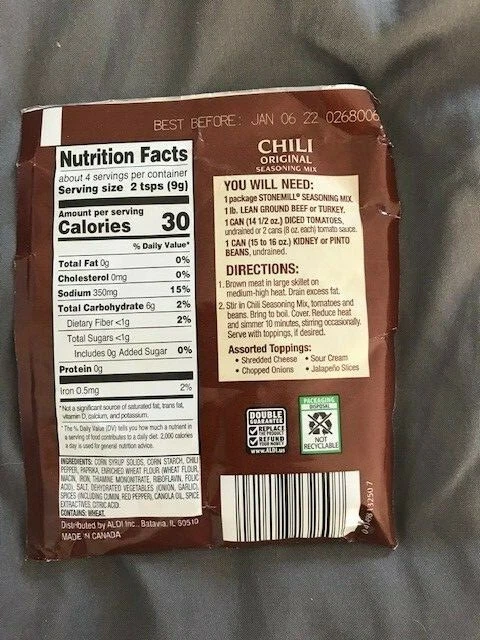 BEST BEFORE: JAN 06 22 0268006
Nutrition Facts
about 4 servings per container
Serving size 2 tsps (9g)
Amount per serving
Calories 30
% Daily Value*
Total Fat 0g 0%
Cholesterol 0mg 0%
Sodium 350mg 15%
Total Carbohydrate 6g 2%
Dietary Fiber <1g 2%
Total Sugars <1g
Includes 0g Added Sugar 0%
Protein 0g
Iron 0.5mg 2%
Not a significant source of saturated fat, trans fat,
vitamin D, calcium, and potassium.
* The % Daily Value (DV) tells you how much a nutrient in
a serving of food contributes to a daily diet. 2,000 calories
a day is used for general nutrition advice.
INGREDIENTS: CORN SYRUP SOLIDS, CORN STARCH, CHILI
PEPPER, PAPRIKA, ENRICHED WHEAT FLOUR (WHEAT FLOUR,
NIACIN, IRON, THIAMINE MONONITRATE, RIBOFLAVIN, FOLIC
ACID), SALT, DEHYDRATED VEGETABLES (ONION, GARLIC),
SPICES (INCLUDING CUMIN, RED PEPPER), CANOLA OIL, SPICE
EXTRACTIVES, CITRIC ACID.
CONTAINS: WHEAT.
Distributed by ALDI Inc., Batavia, IL 60510
MADE IN CANADA
CHILI
ORIGINAL
SEASONING MIX
YOU WILL NEED:
1 package STONEMILL® SEASONING MIX.
1 lb. LEAN GROUND BEEF or TURKEY.
1 CAN (14 1/2 oz.) DICED TOMATOES,
undrained or 2 cans (8 oz. each) tomato sauce.
1 CAN (15 to 16 oz.) KIDNEY or PINTO
BEANS, undrained.
DIRECTIONS:
1. Brown meat in large skillet on
medium-high heat. Drain excess fat.
2. Stir in Chili Seasoning Mix, tomatoes and
beans. Bring to boil. Cover. Reduce heat
and simmer 10 minutes, stirring occasionally.
Serve with toppings, if desired.
Assorted Toppings:
• Shredded Cheese • Sour Cream
• Chopped Onions • Jalapeño Slices
DOUBLE
GUARANTEE
REPLACE
THE PRODUCT
REFUND
YOUR MONEY
www.ALDI.us
PACKAGING
DISPOSAL
NOT
RECYCLABLE